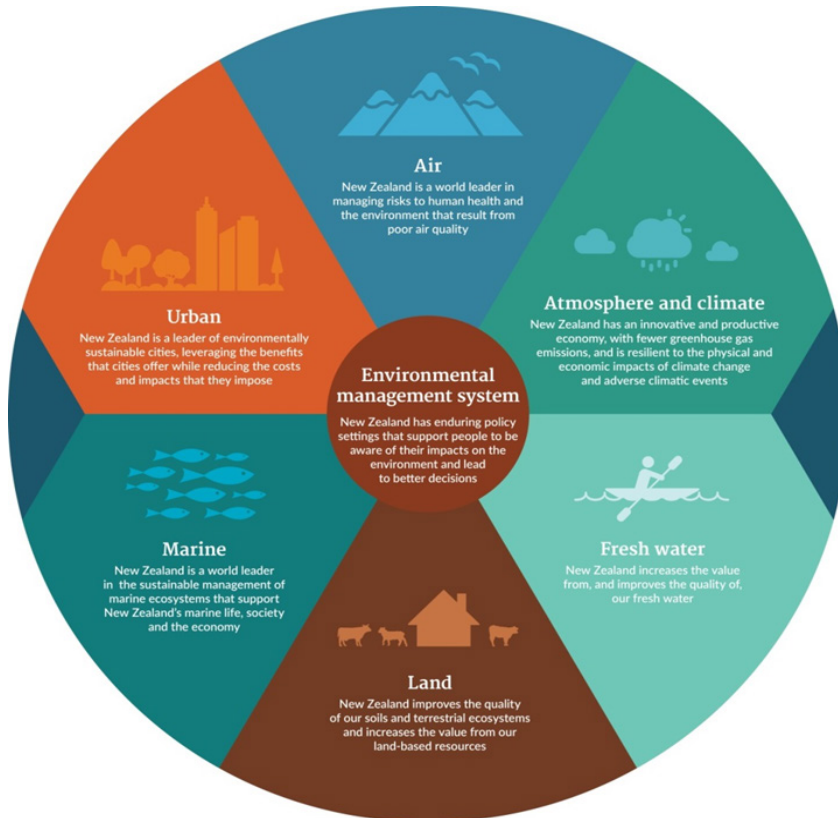 Air
New Zealand is a world leader in
managing risks to human health and
the environment that result from
poor air quality
Atmosphere and climate
New Zealand has an innovative and productive
economy, with fewer greenhouse gas
emissions, and is resilient to the physical and
economic impacts of climate change
and adverse climatic events
Urban
New Zealand is a leader of environmentally
sustainable cities, leveraging the benefits
that cities offer while reducing the costs
and impacts that they impose
Environmental
management system
New Zealand has enduring policy
settings that support people to be
aware of their impacts on the
environment and lead
to better decisions
Marine
New Zealand is a world leader
in the sustainable management of
marine ecosystems that support
New Zealand's marine life, society
and the economy
Fresh water
New Zealand increases the value
from, and improves the quality of,
our fresh water
Land
New Zealand improves the quality
of our soils and terrestrial ecosystems
and increases the value from our
land-based resources